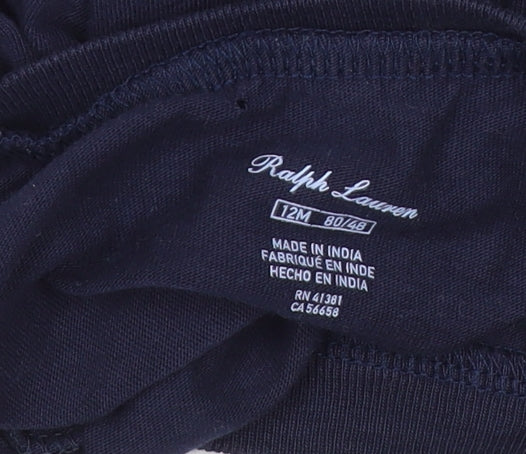 Ralph Lauren
12M 80/48
MADE IN INDIA
FABRIQUÉ EN INDE
HECHO EN INDIA
RN 41381
CA 56658